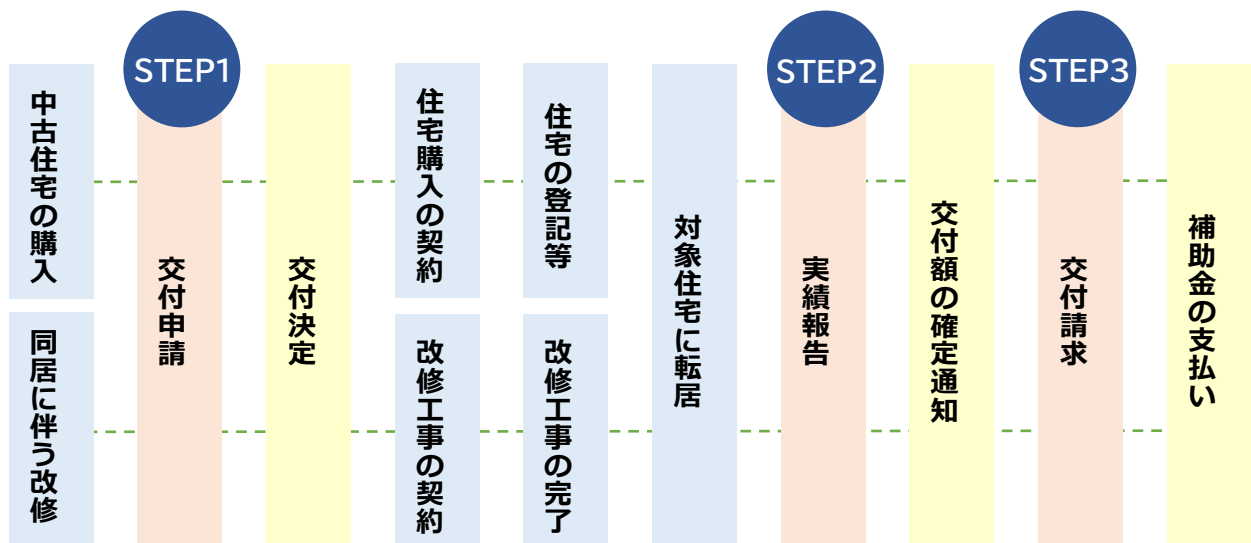 中古住宅の購入
同居に伴う改修
STEP1
交付申請
交付決定
住宅購入の契約
改修工事の契約
住宅の登記等
改修工事の完了
対象住宅に転居
STEP2
実績報告
交付額の確定通知
STEP3
交付請求
補助金の支払い